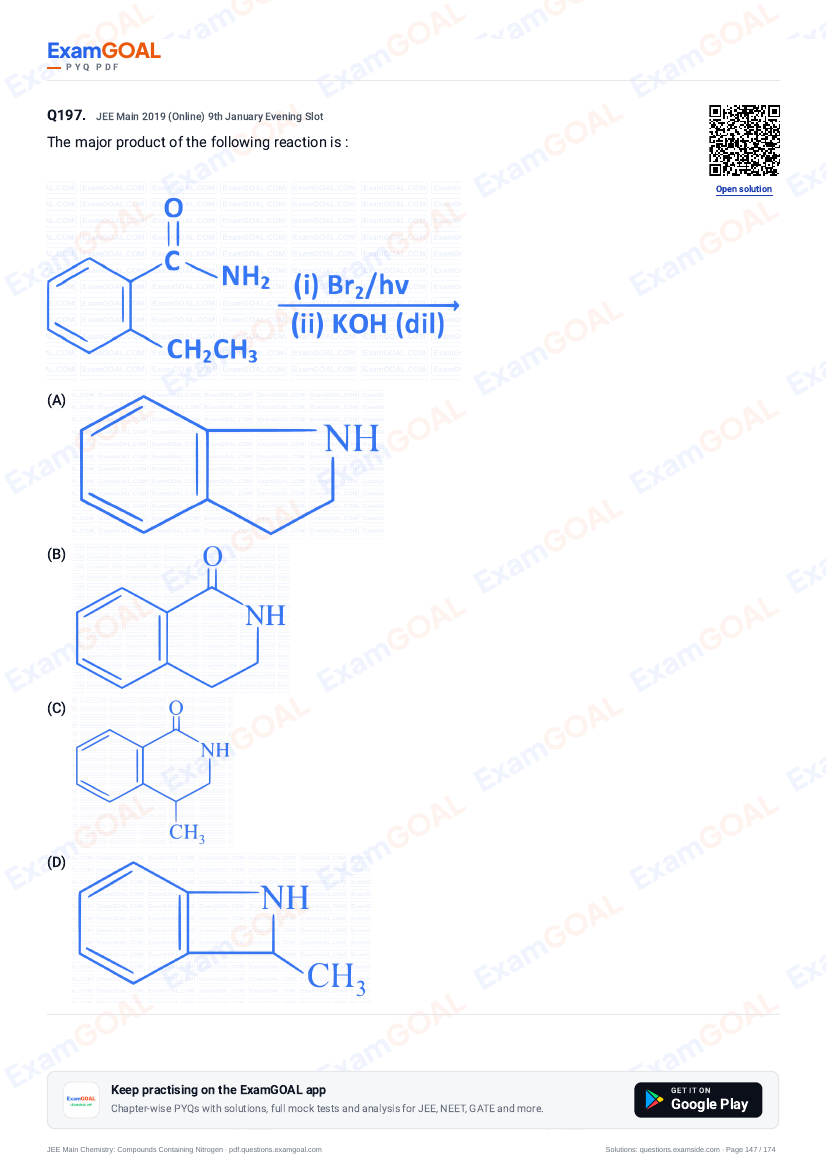 ExamGOAL
PYQ PDF
Q197. JEE Main 2019 (Online) 9th January Evening Slot
The major product of the following reaction is :
Open solution
O
C
NH₂
CH₂CH₃
(i) Br₂/hν
(ii) KOH (dil)
(A)
NH
(B)
O
NH
(C)
O
NH
CH₃
(D)
NH
CH₃
ExamGOAL
Keep practising on the ExamGOAL app
Chapter-wise PYQs with solutions, full mock tests and analysis for JEE, NEET, GATE and more.
GET IT ON
Google Play
JEE Main Chemistry: Compounds Containing Nitrogen · pdf.questions.examgoal.com
Solutions: questions.examside.com · Page 147 / 174